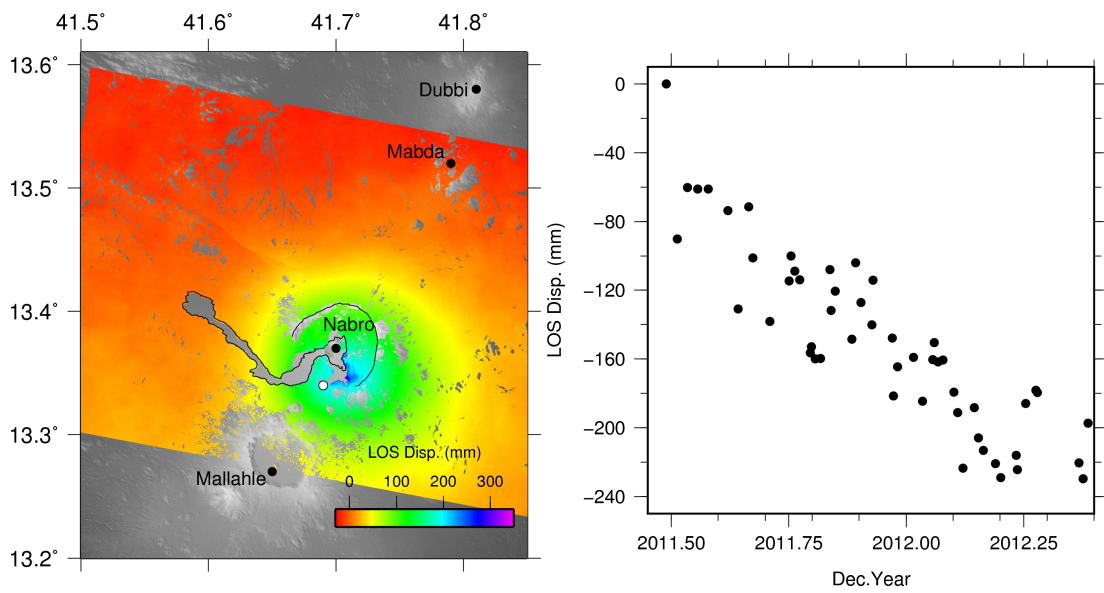 41.5˚ 41.6˚ 41.7˚ 41.8˚
13.6˚
Dubbi
Mabda
13.5˚
13.4˚
Nabro
13.3˚
LOS Disp. (mm)
Mallahle
0 100 200 300
13.2˚
LOS Disp. (mm)
0
−40
−80
−120
−160
−200
−240
2011.50 2011.75 2012.00 2012.25
Dec.Year